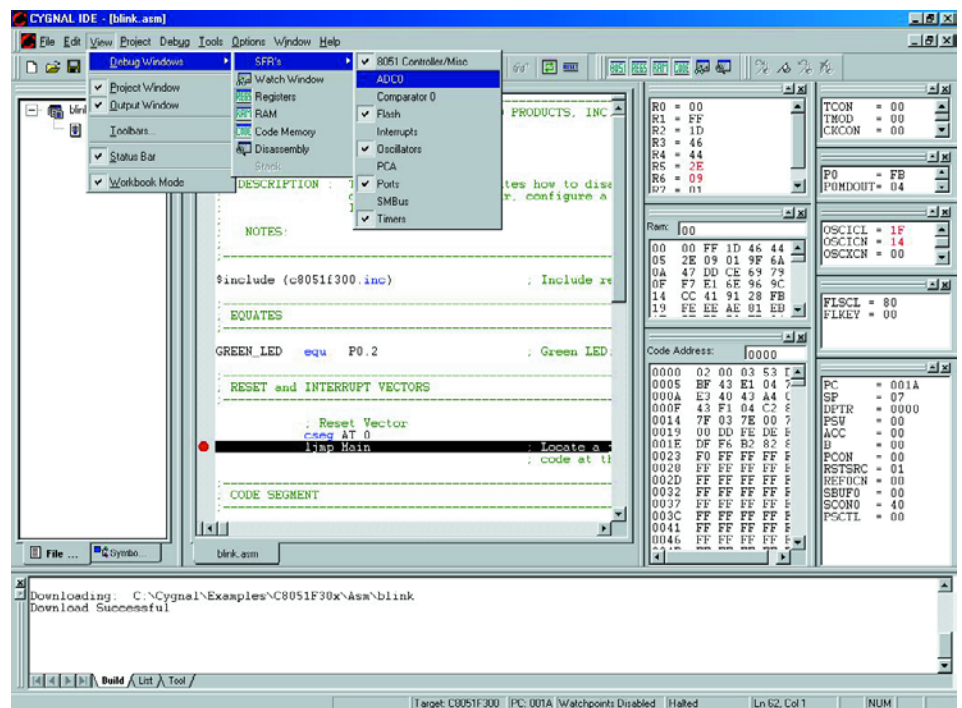 CYGNAL IDE - [blink.asm]
File Edit View Project Debug Tools Options Window Help
Debug Windows
Project Window
Output Window
Toolbars...
Status Bar
Workbook Mode
SFR's
Watch Window
Registers
RAM
Code Memory
Disassembly
Stack
8051 Controller/Misc
ADC0
Comparator 0
Flash
Interrupts
Oscillators
PCA
Ports
SMBus
Timers
PRODUCTS, INC
DESCRIPTION :
NOTES:
$include (c8051f300.inc) ; Include re
; EQUATES
GREEN_LED equ P0.2 ; Green LED:
; RESET and INTERRUPT VECTORS
; Reset Vector
cseg AT 0
ljmp Main ; Locate a
; code at th
; CODE SEGMENT
blink.asm
File ...
Symbo...
R0 = 00
R1 = FF
R2 = 1D
R3 = 46
R4 = 44
R5 = 2E
R6 = 09
R7 = 01
Ram: 00
00 00 FF 1D 46 44
05 2E 09 01 9F 6A
0A 47 DD CE 69 79
0F F7 E1 6E 96 9C
14 CC 41 91 28 FB
19 FE EE AE 81 EB
Code Address: 0000
0000 02 00 03 53
0005 BF 43 E1 04
000A E3 40 43 A4
000F 43 F1 04 C2
0014 7F 03 7E 00
0019 00 DD FE DE
001E DF F6 B2 82
0023 F0 FF FF FF
0028 FF FF FF FF
002D FF FF FF FF
0032 FF FF FF FF
0037 FF FF FF FF
003C FF FF FF FF
0041 FF FF FF FF
0046 FF FF FF FF
TCON = 00
TMOD = 00
CKCON = 00
P0 = FB
P0MDOUT= 04
OSCICL = 1F
OSCICN = 14
OSCXCN = 00
FLSCL = 80
FLKEY = 00
PC = 001A
SP = 07
DPTR = 0000
PSW = 00
ACC = 00
B = 00
PCON = 00
RSTSRC = 01
REF0CN = 00
SBUF0 = 00
SCON0 = 40
PSCTL = 00
Downloading: C:\Cygnal\Examples\C8051F30x\Asm\blink
Download Successful
Build List Tool
Target: C8051F300 PC: 001A Watchpoints Disabled Halted Ln 62, Col 1 NUM